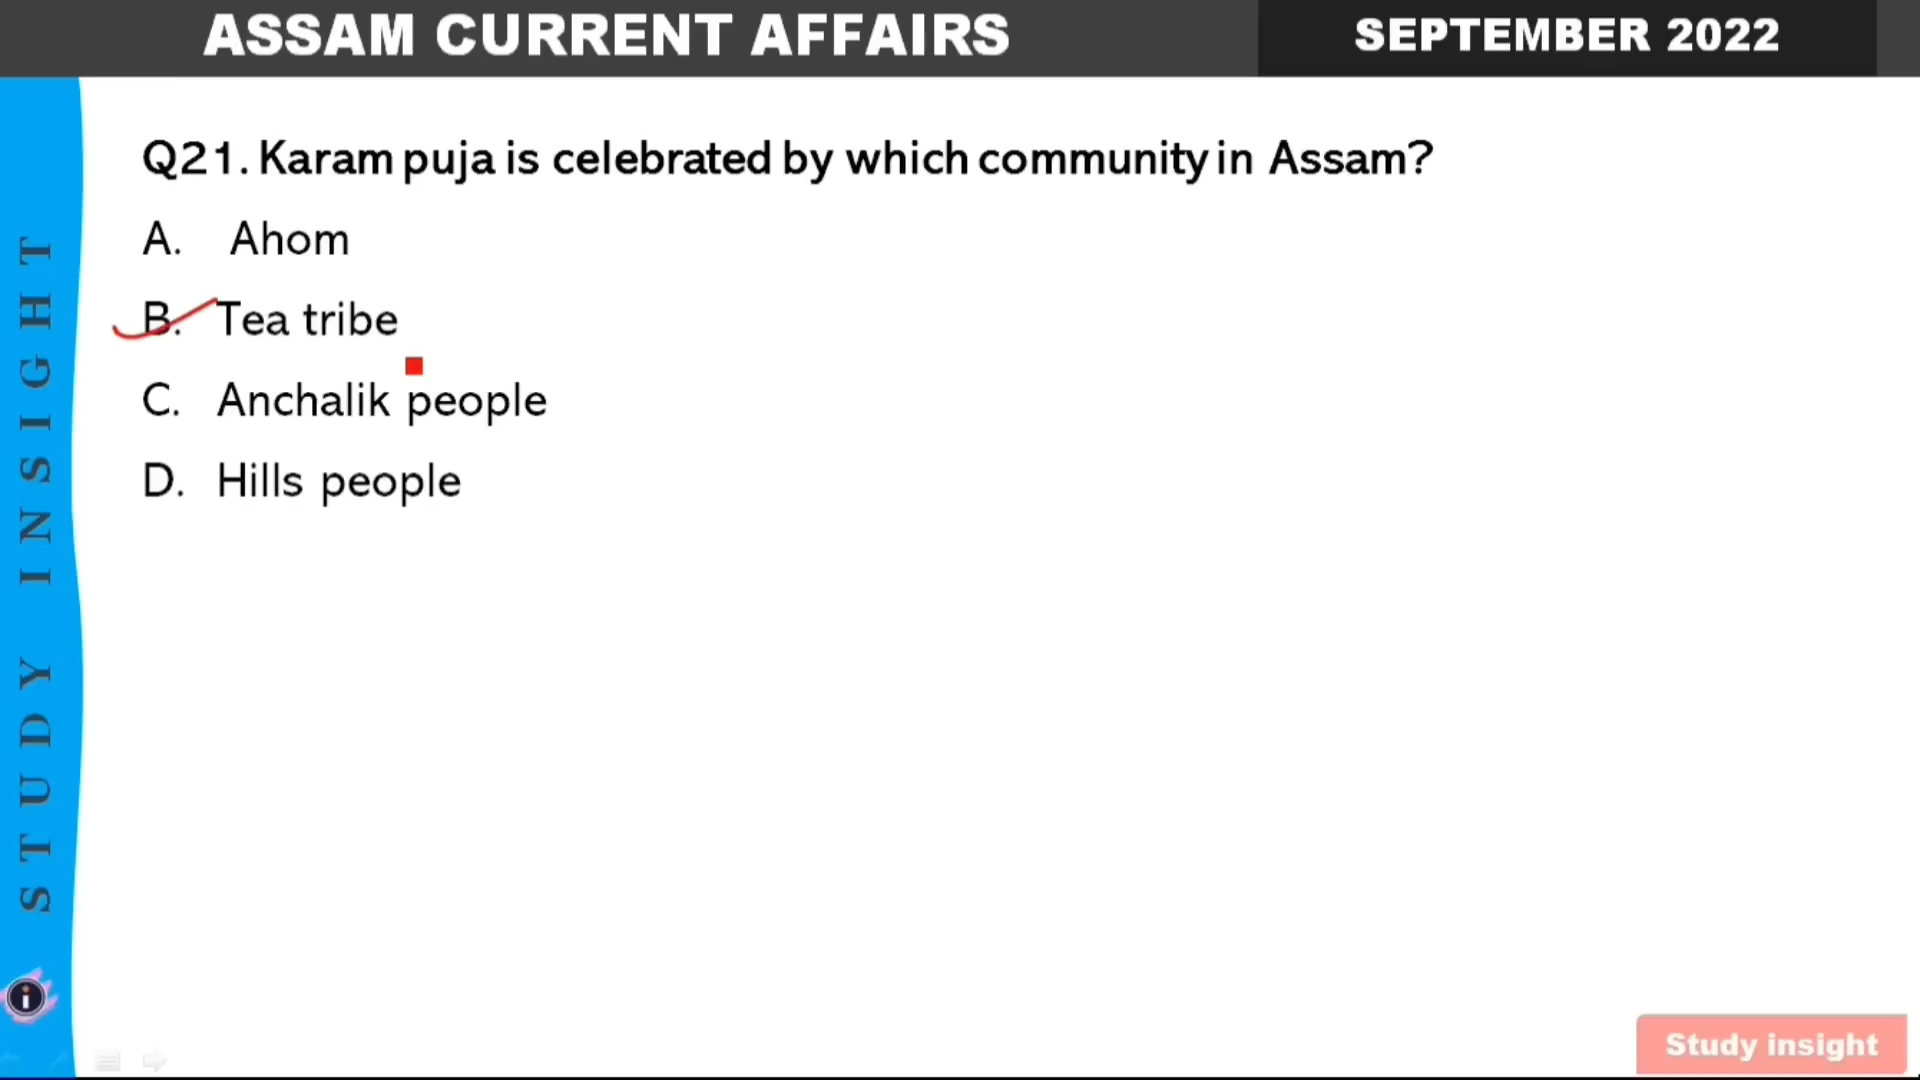 ASSAM CURRENT AFFAIRS
SEPTEMBER 2022
Q21. Karam puja is celebrated by which community in Assam?
A. Ahom
B. Tea tribe
C. Anchalik people
D. Hills people
STUDY INSIGHT
i
Study insight